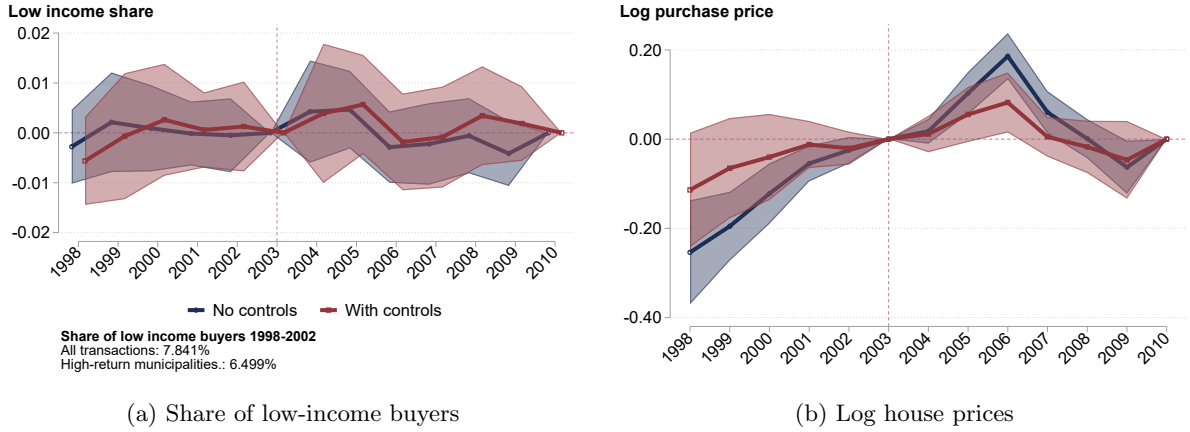 Low income share
0.02
0.01
0.00
-0.01
-0.02
1998 1999 2000 2001 2002 2003 2004 2005 2006 2007 2008 2009 2010
No controls With controls
Share of low income buyers 1998-2002
All transactions: 7.841%
High-return municipalities.: 6.499%
(a) Share of low-income buyers
Log purchase price
0.20
0.00
-0.20
-0.40
1998 1999 2000 2001 2002 2003 2004 2005 2006 2007 2008 2009 2010
(b) Log house prices